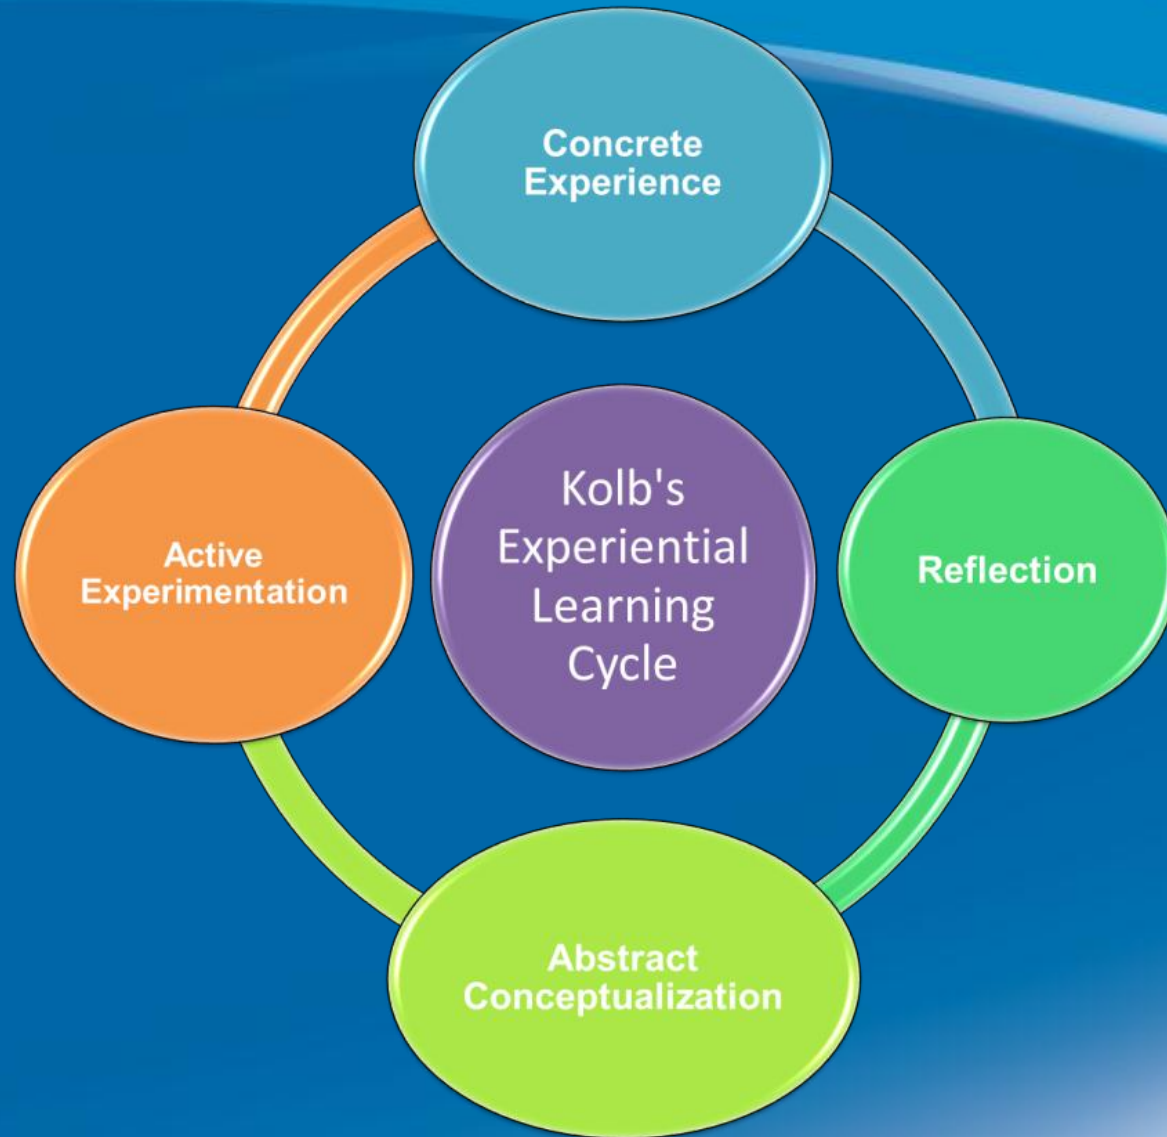 Concrete
Experience
Kolb's
Experiential
Learning
Cycle
Active
Experimentation
Reflection
Abstract
Conceptualization